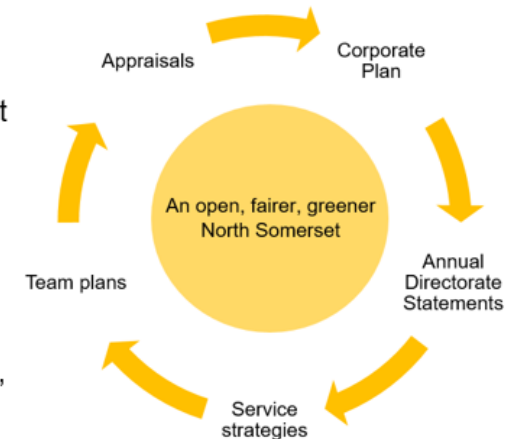 Appraisals
Corporate
Plan
t
An open, fairer, greener
North Somerset
Annual
Directorate
Statements
Team plans
,
Service
strategies